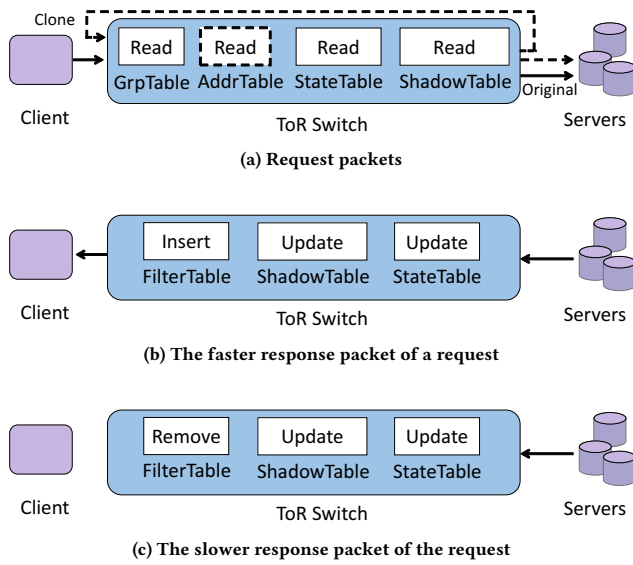 Clone
Read Read Read Read
GrpTable AddrTable StateTable ShadowTable
Original
Client ToR Switch Servers
(a) Request packets
Insert Update Update
FilterTable ShadowTable StateTable
Client ToR Switch Servers
(b) The faster response packet of a request
Remove Update Update
FilterTable ShadowTable StateTable
Client ToR Switch Servers
(c) The slower response packet of the request